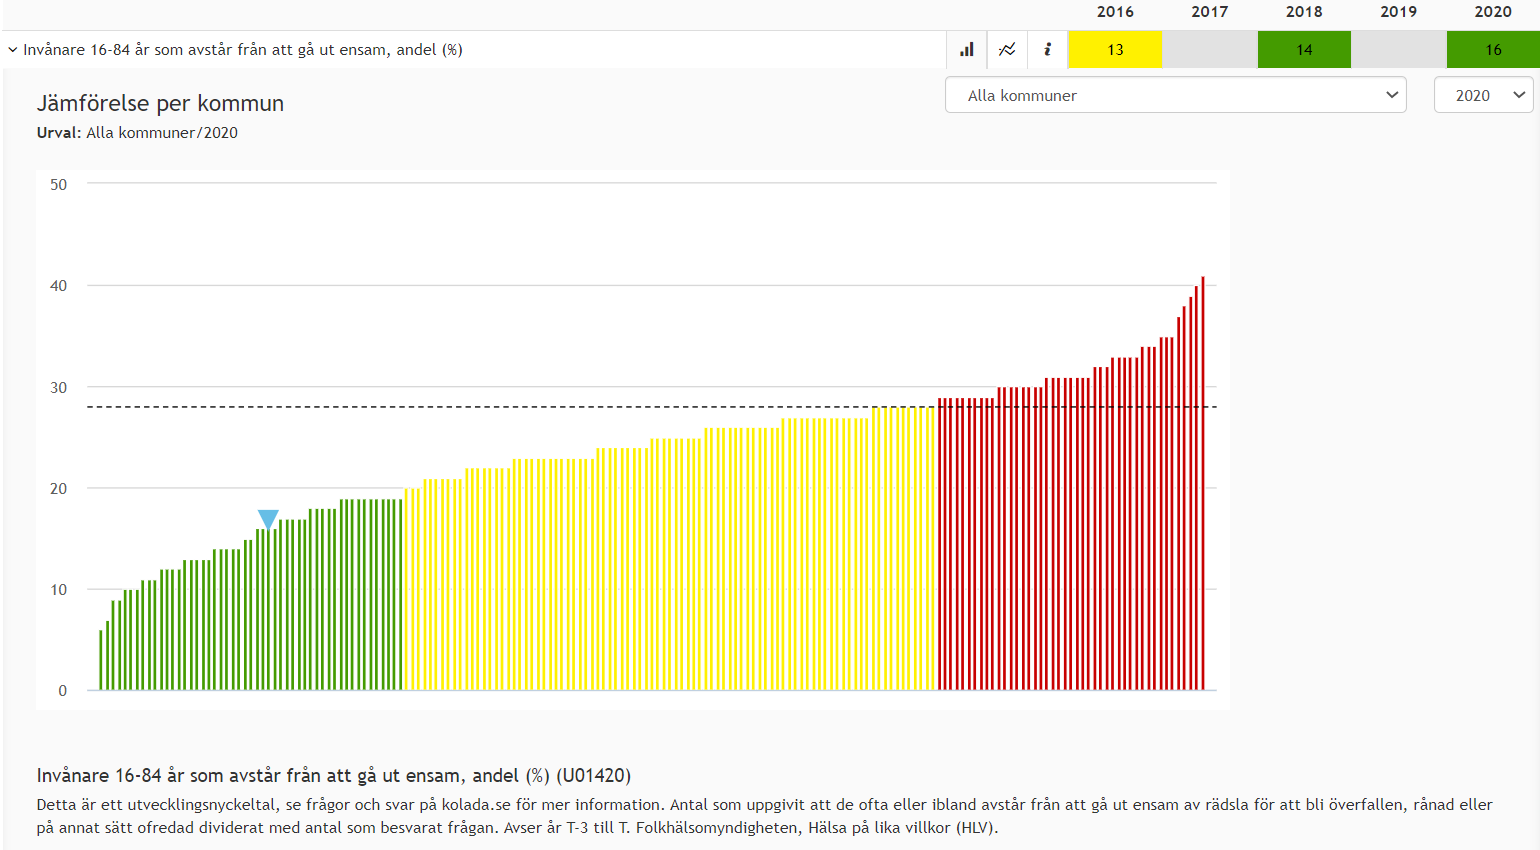 2016 2017 2018 2019 2020
Invånare 16-84 år som avstår från att gå ut ensam, andel (%) i 13 14 16
Jämförelse per kommun
Alla kommuner 2020
Urval: Alla kommuner/2020
50
40
30
20
10
0
Invånare 16-84 år som avstår från att gå ut ensam, andel (%) (U01420)
Detta är ett utvecklingsnyckeltal, se frågor och svar på kolada.se för mer information. Antal som uppgivit att de ofta eller ibland avstår från att gå ut ensam av rädsla för att bli överfallen, rånad eller
på annat sätt ofredad dividerat med antal som besvarat frågan. Avser år T-3 till T. Folkhälsomyndigheten, Hälsa på lika villkor (HLV).